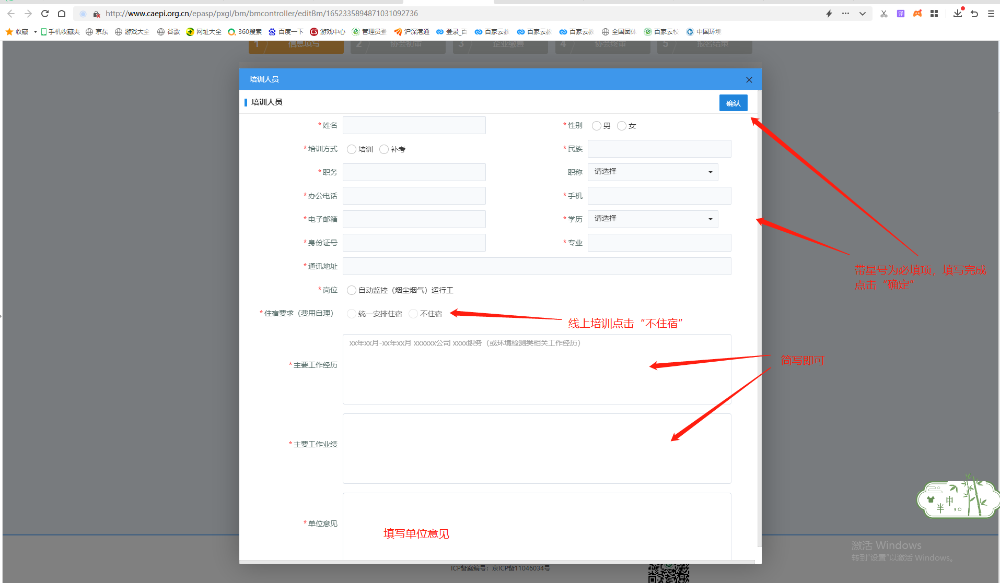 http://www.caepi.org.cn/epasp/pxgl/bm/bmcontroller/editBm/1652335894871031092736
收藏 手机收藏夹 京东 游戏大全 谷歌 网址大全 360搜索 百度一下 游戏中心 管理员登 沪深港通 登录_百 百家云教 百家云教 百家云教 全国团体 百家云校 中国环境
1 信息填写 2 协会初审 3 企业缴费 4 协会终审 5 报名结束
培训人员
培训人员 确认
*姓名 *性别 男 女
*培训方式 培训 补考 *民族
*职务 职称 请选择
*办公电话 *手机
*电子邮箱 *学历 请选择
*身份证号 *专业
*通讯地址
带星号为必填项，填写完成
点击“确定”
*岗位 自动监控（烟尘烟气）运行工
*住宿要求（费用自理） 统一安排住宿 不住宿
线上培训点击“不住宿”
xx年xx月-xx年xx月 xxxxxx公司 xxxx职务（或环境检测类相关工作经历）
*主要工作经历
简写即可
*主要工作业绩
中
半
*单位意见
填写单位意见
激活 Windows
转到"设置"以激活 Windows。
ICP备案编号：京ICP备11046034号